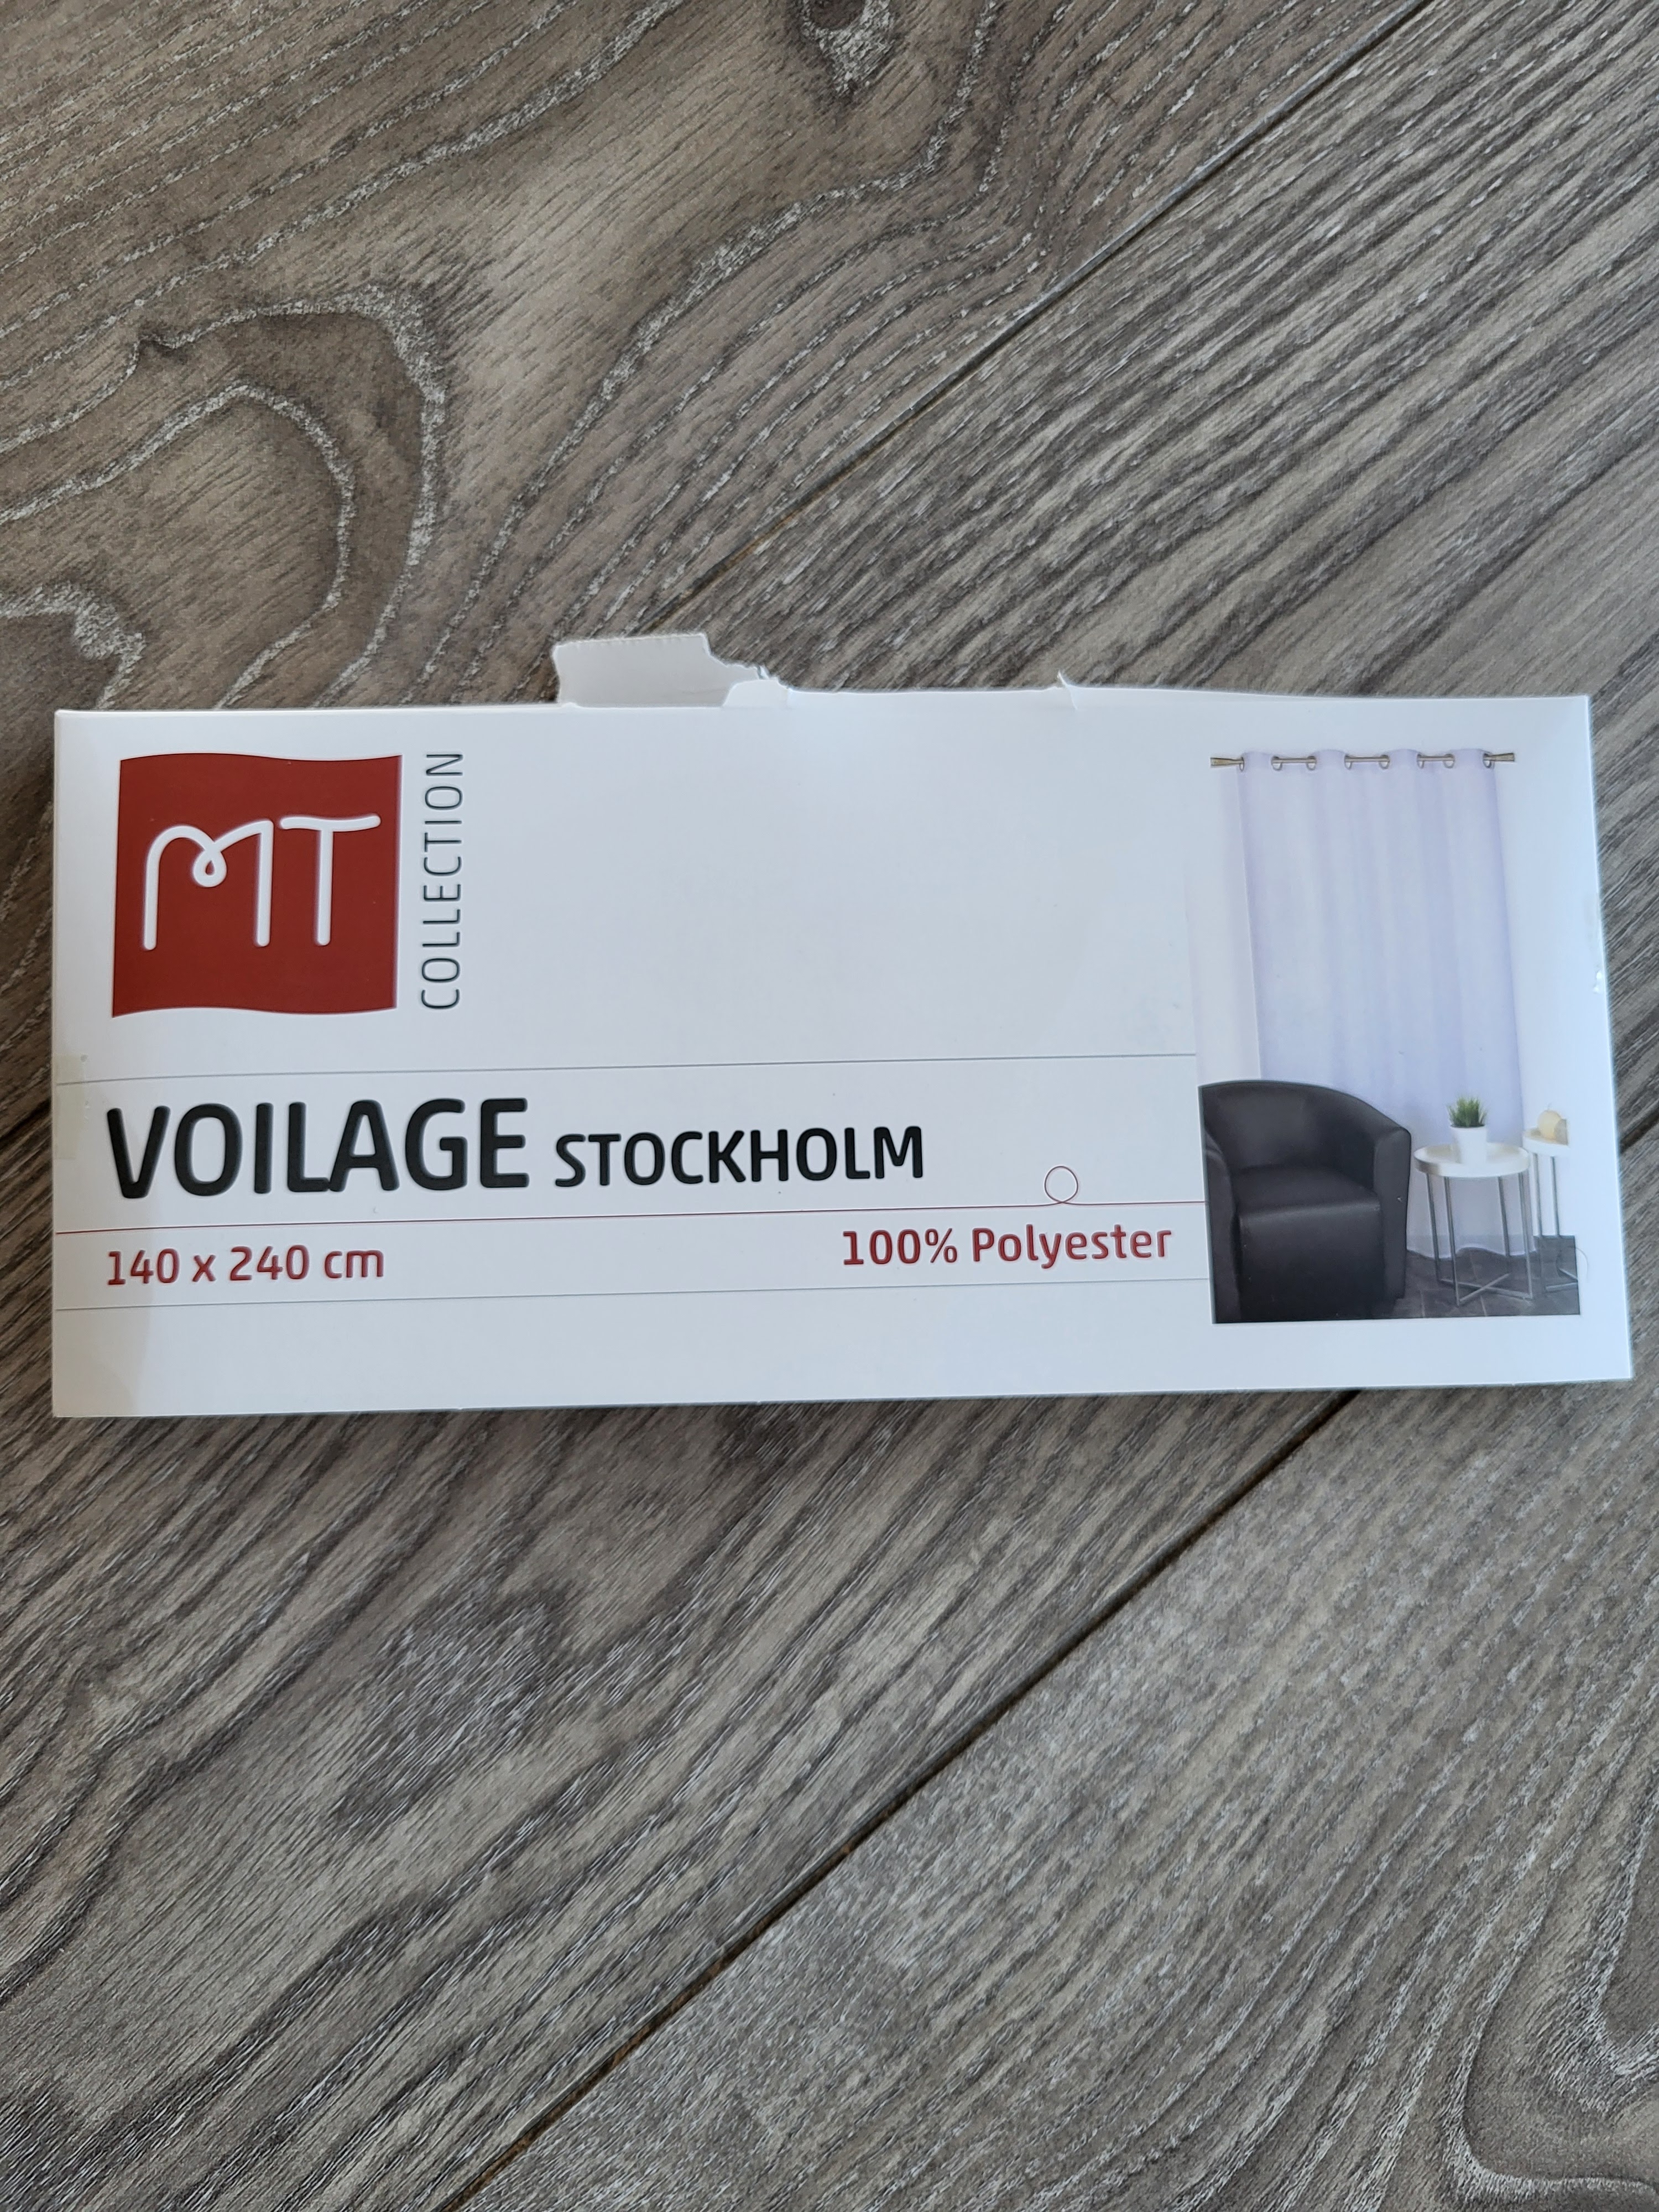 MT
COLLECTION
VOILAGE STOCKHOLM
140 x 240 cm
100% Polyester